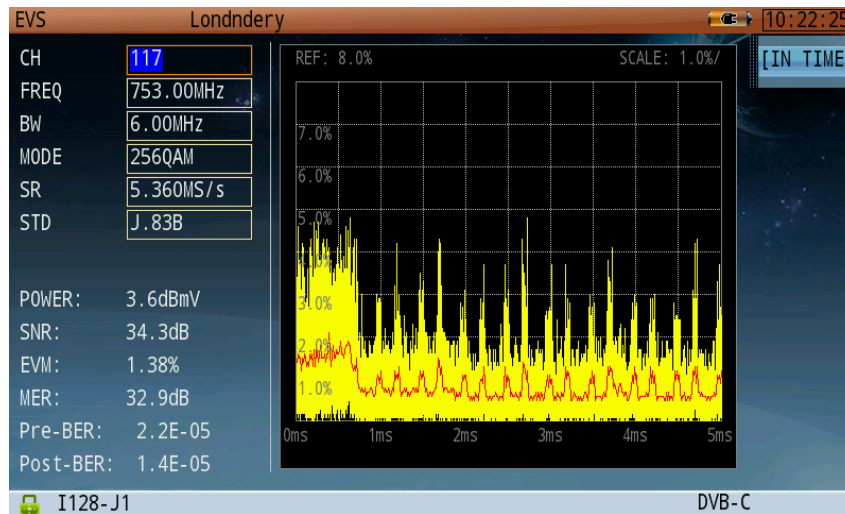 EVS Londndery 10:22:25
CH 117
FREQ 753.00MHz
BW 6.00MHz
MODE 256QAM
SR 5.360MS/s
STD J.83B
POWER: 3.6dBmV
SNR: 34.3dB
EVM: 1.38%
MER: 32.9dB
Pre-BER: 2.2E-05
Post-BER: 1.4E-05
REF: 8.0% SCALE: 1.0%/
7.0%
6.0%
5.0%
3.0%
2.0%
1.0%
0ms 1ms 2ms 3ms 4ms 5ms
[IN TIME
I128-J1 DVB-C